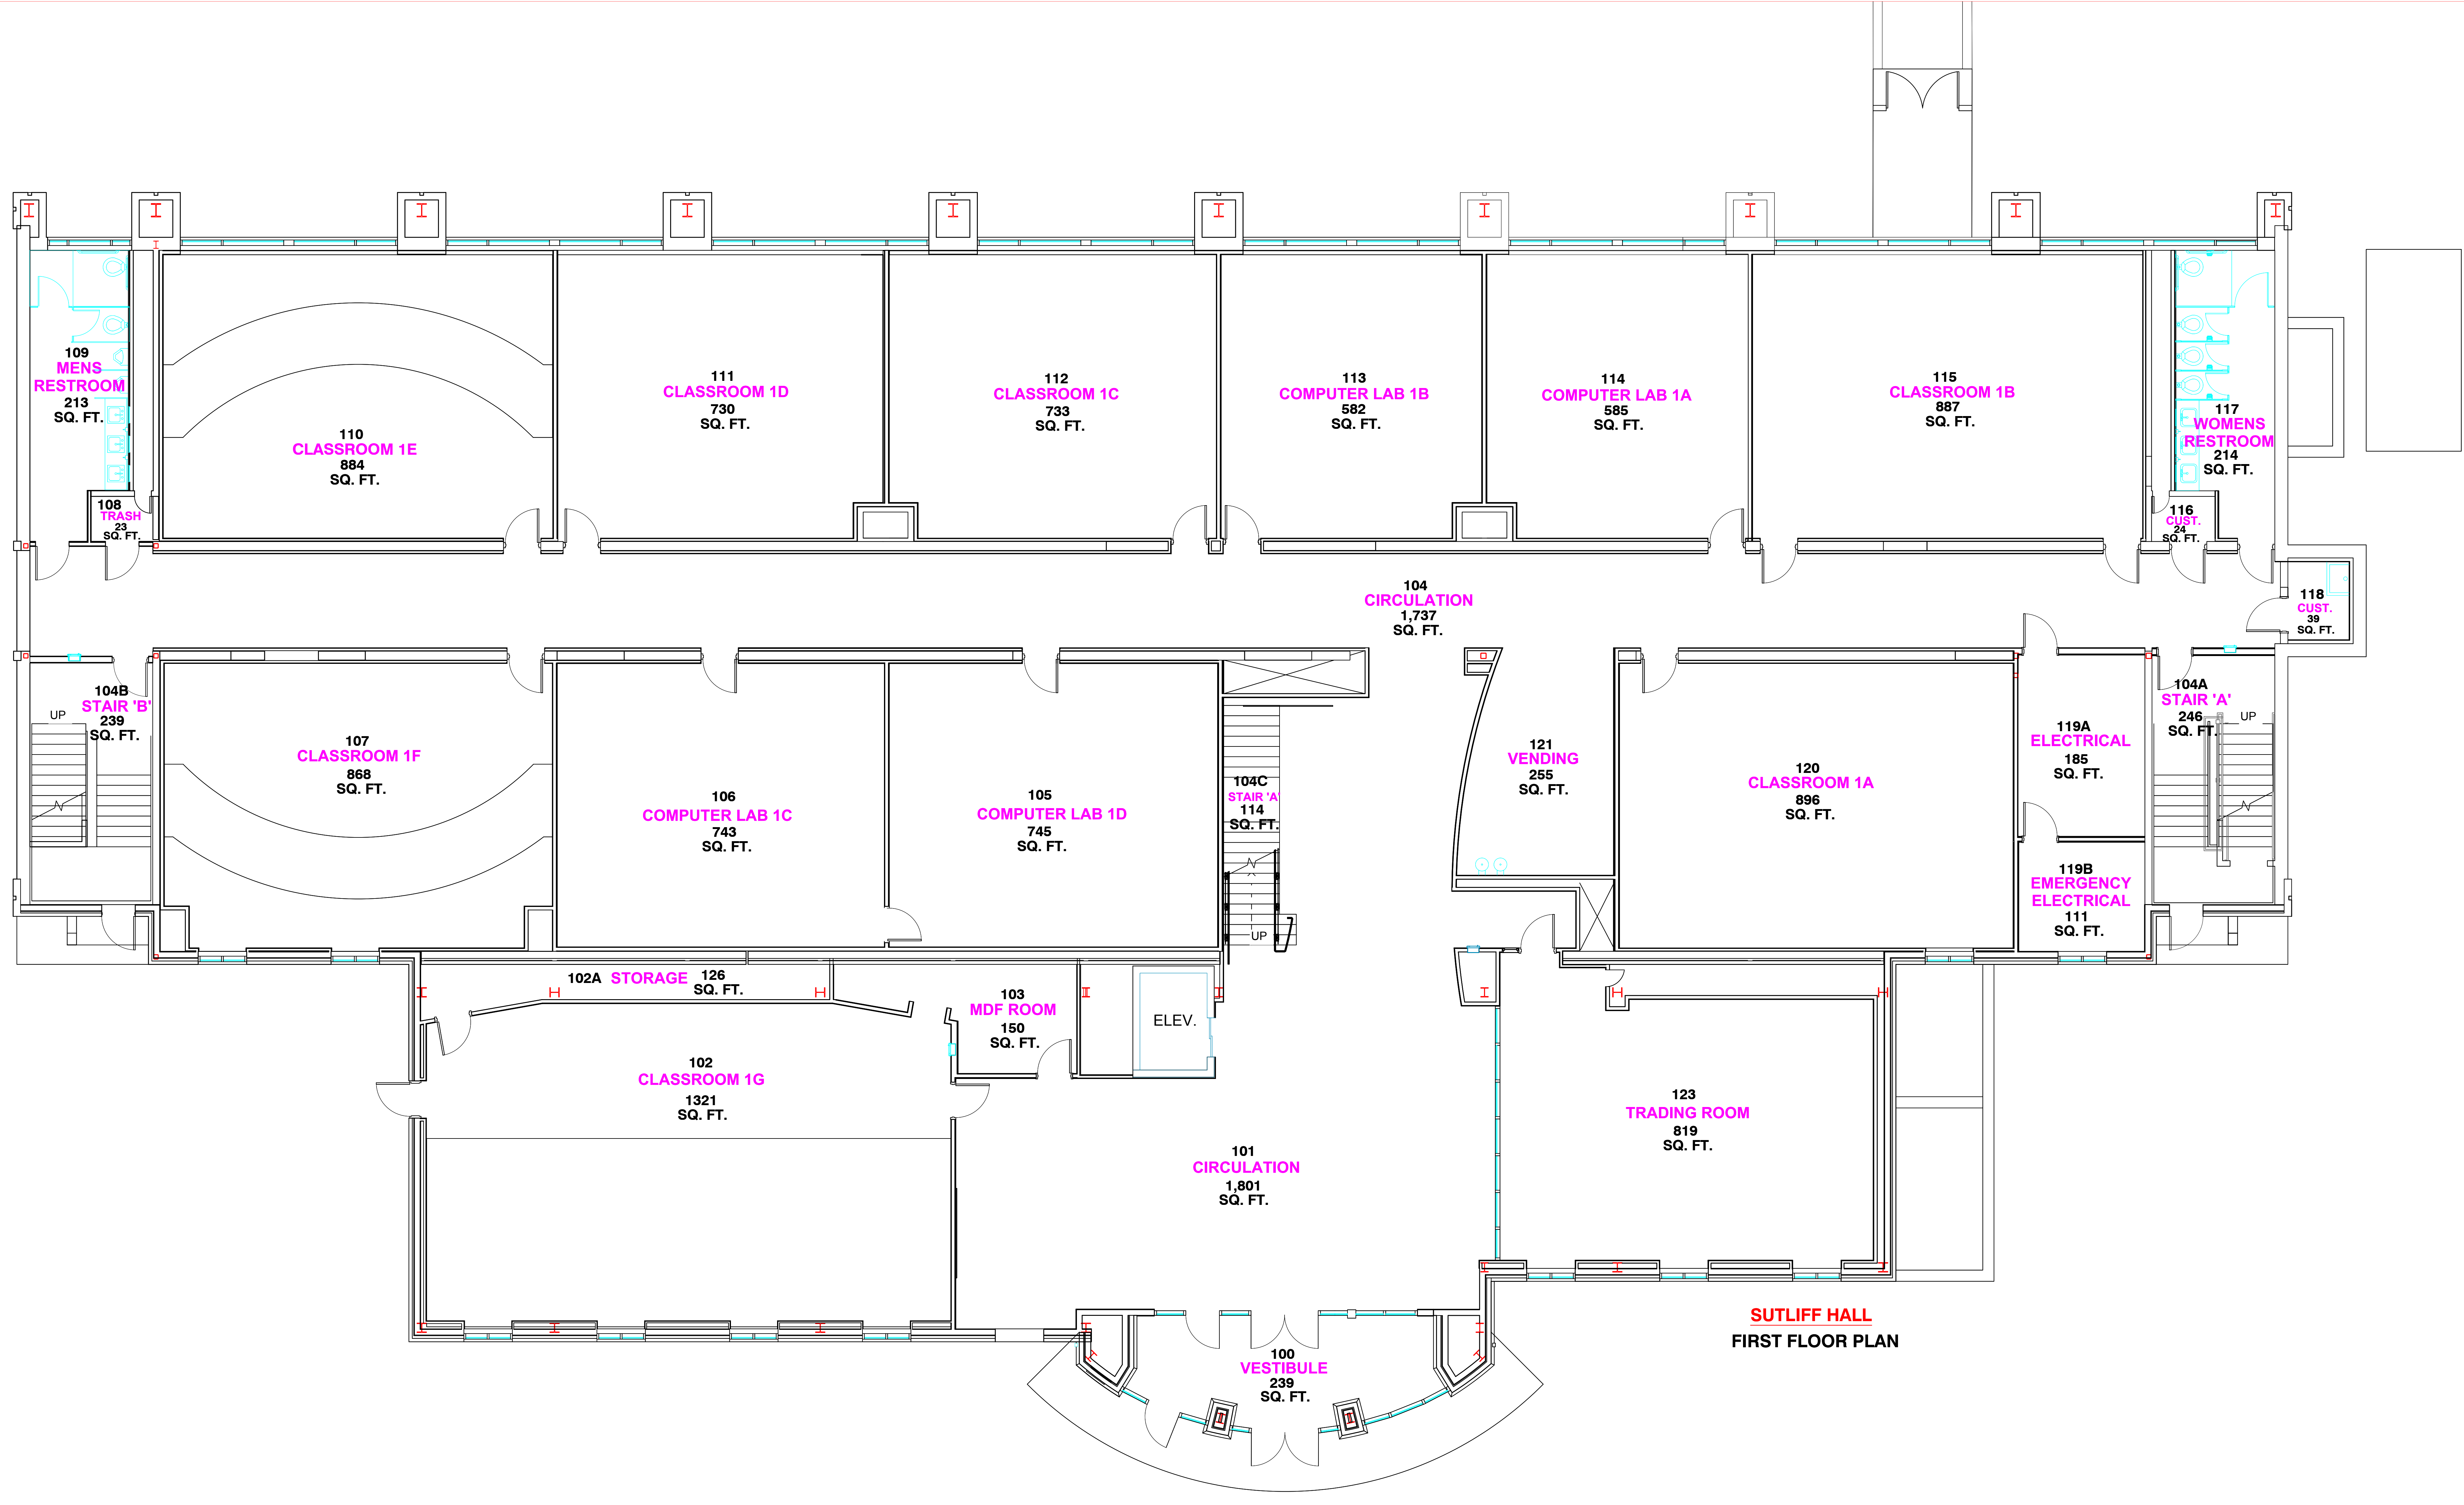 109
MENS
RESTROOM
213
SQ. FT.
108
TRASH
23
SQ. FT.
110
CLASSROOM 1E
884
SQ. FT.
111
CLASSROOM 1D
730
SQ. FT.
112
CLASSROOM 1C
733
SQ. FT.
113
COMPUTER LAB 1B
582
SQ. FT.
114
COMPUTER LAB 1A
585
SQ. FT.
115
CLASSROOM 1B
887
SQ. FT.
117
WOMENS
RESTROOM
214
SQ. FT.
116
CUST.
24
SQ. FT.
104
CIRCULATION
1,737
SQ. FT.
118
CUST.
39
SQ. FT.
104B
STAIR 'B'
239
SQ. FT.
UP
107
CLASSROOM 1F
868
SQ. FT.
106
COMPUTER LAB 1C
743
SQ. FT.
105
COMPUTER LAB 1D
745
SQ. FT.
104C
STAIR 'A'
114
SQ. FT.
UP
121
VENDING
255
SQ. FT.
120
CLASSROOM 1A
896
SQ. FT.
119A
ELECTRICAL
185
SQ. FT.
104A
STAIR 'A'
246
SQ. FT.
UP
119B
EMERGENCY
ELECTRICAL
111
SQ. FT.
102A STORAGE 126
SQ. FT.
103
MDF ROOM
150
SQ. FT.
ELEV.
102
CLASSROOM 1G
1321
SQ. FT.
101
CIRCULATION
1,801
SQ. FT.
123
TRADING ROOM
819
SQ. FT.
100
VESTIBULE
239
SQ. FT.
SUTLIFF HALL
FIRST FLOOR PLAN